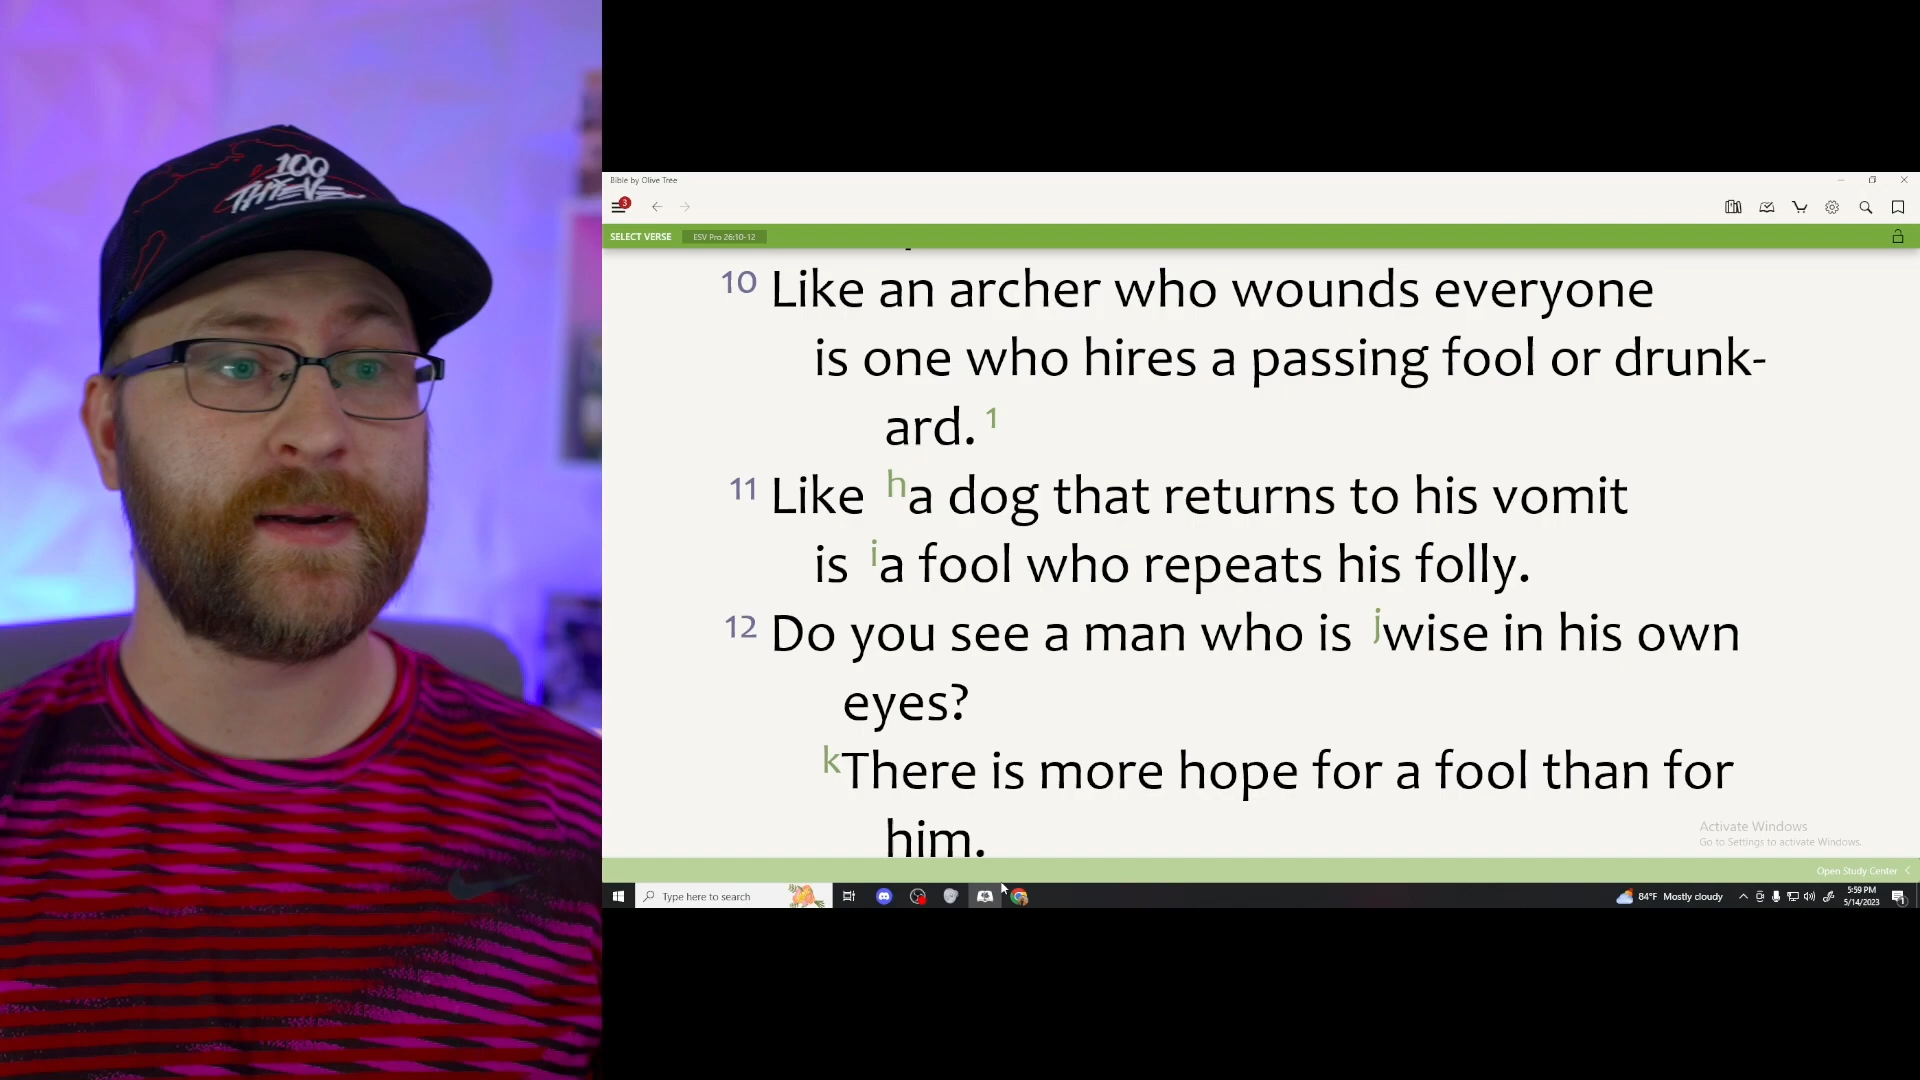 100
THIEVE
Bible by Olive Tree
3
SELECT VERSE ESV Pro 26:10-12
10 Like an archer who wounds everyone
is one who hires a passing fool or drunk-
ard. 1
11 Like h a dog that returns to his vomit
is i a fool who repeats his folly.
12 Do you see a man who is j wise in his own
eyes?
k There is more hope for a fool than for
him.
Activate Windows
Go to Settings to activate Windows.
Open Study Center
Type here to search
84°F Mostly cloudy
5:59 PM
5/14/2023
1